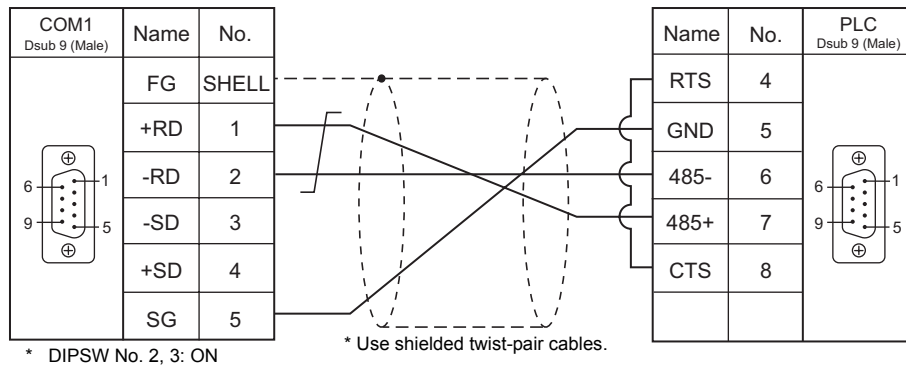 COM1
Dsub 9 (Male)
Name No.
FG SHELL
+RD 1
-RD 2
-SD 3
+SD 4
SG 5
6 1
9 5
* DIPSW No. 2, 3: ON
* Use shielded twist-pair cables.
Name No.
RTS 4
GND 5
485- 6
485+ 7
CTS 8
PLC
Dsub 9 (Male)
6 1
9 5